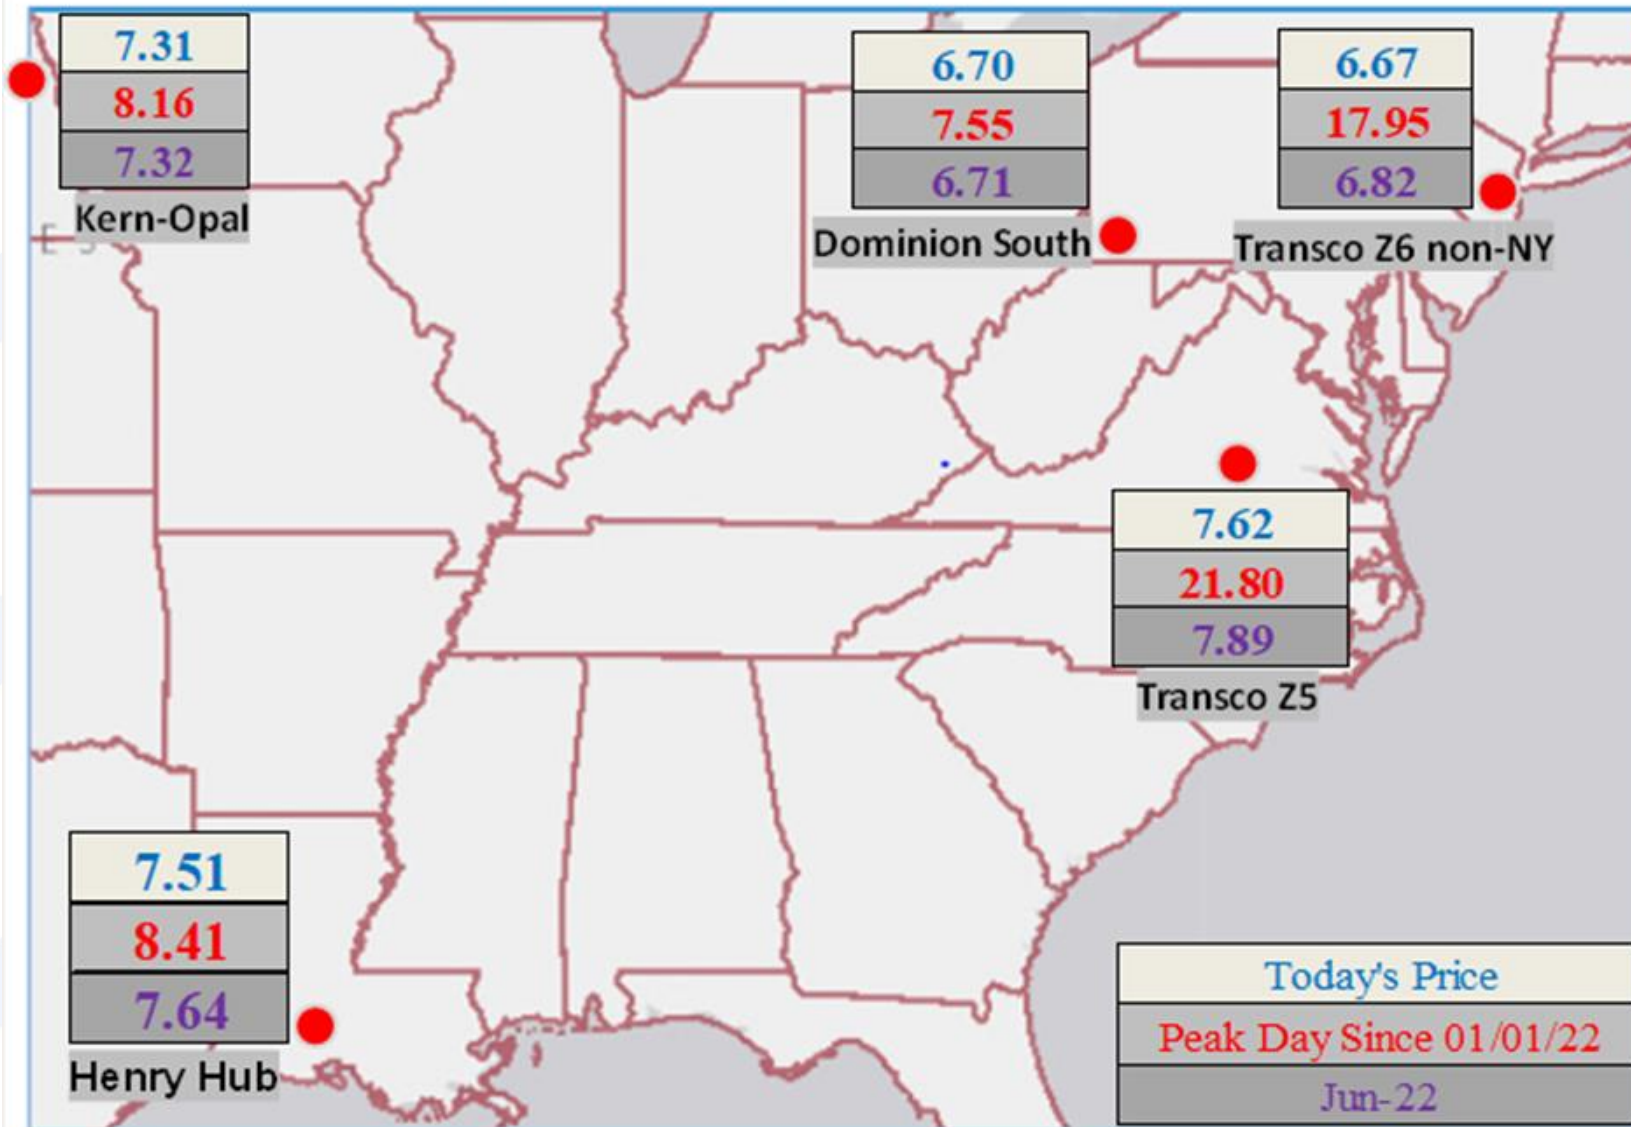 7.31
8.16
7.32
Kern-Opal
6.70
7.55
6.71
Dominion South
6.67
17.95
6.82
Transco Z6 non-NY
7.62
21.80
7.89
Transco Z5
7.51
8.41
7.64
Henry Hub
Today's Price
Peak Day Since 01/01/22
Jun-22